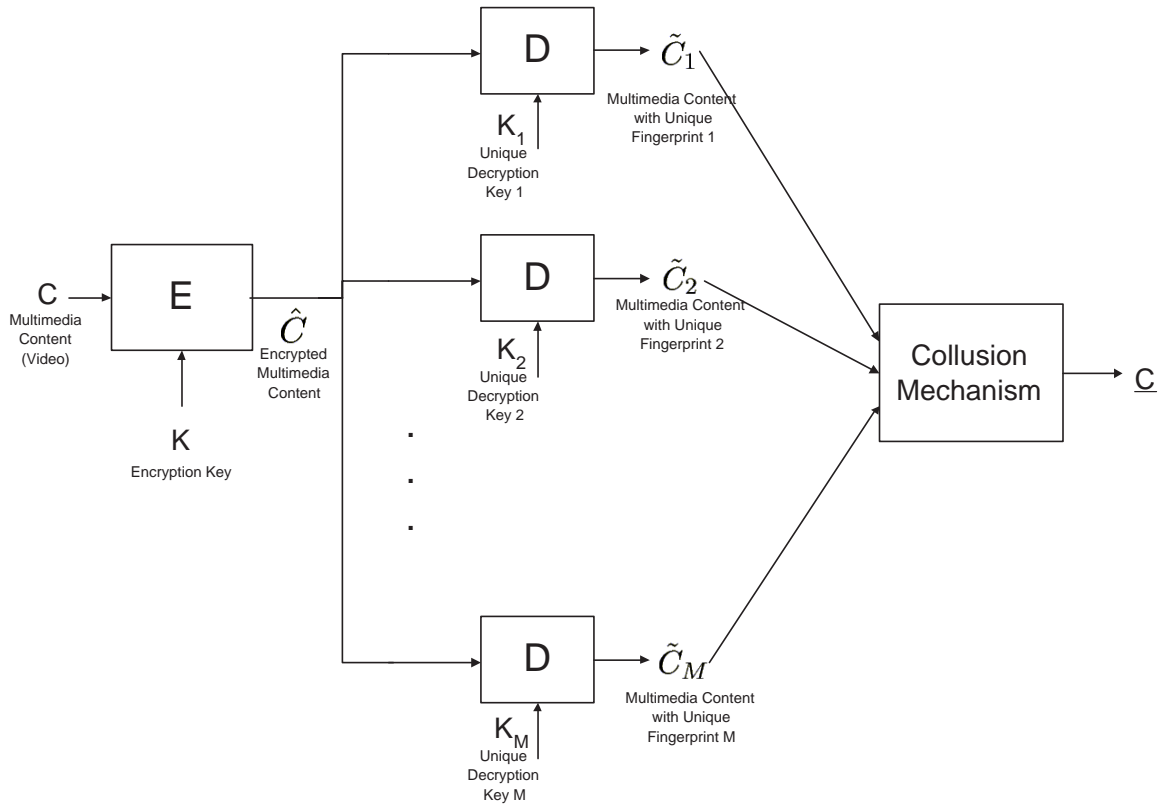 D
C̃₁
Multimedia Content
with Unique
Fingerprint 1
K₁
Unique
Decryption
Key 1
E
C
Multimedia
Content
(Video)
Ĉ
Encrypted
Multimedia
Content
K
Encryption Key
D
C̃₂
Multimedia Content
with Unique
Fingerprint 2
K₂
Unique
Decryption
Key 2
.
.
.
Collusion
Mechanism
C
D
C̃M
Multimedia Content
with Unique
Fingerprint M
KM
Unique
Decryption
Key M